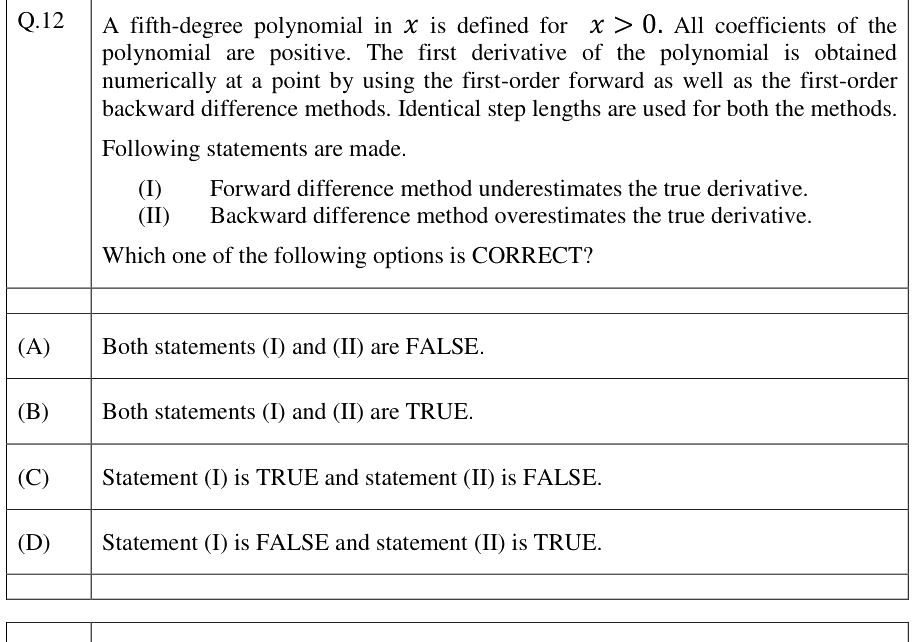 Q.12
A fifth-degree polynomial in x is defined for x > 0. All coefficients of the
polynomial are positive. The first derivative of the polynomial is obtained
numerically at a point by using the first-order forward as well as the first-order
backward difference methods. Identical step lengths are used for both the methods.
Following statements are made.
(I) Forward difference method underestimates the true derivative.
(II) Backward difference method overestimates the true derivative.
Which one of the following options is CORRECT?
(A) Both statements (I) and (II) are FALSE.
(B) Both statements (I) and (II) are TRUE.
(C) Statement (I) is TRUE and statement (II) is FALSE.
(D) Statement (I) is FALSE and statement (II) is TRUE.